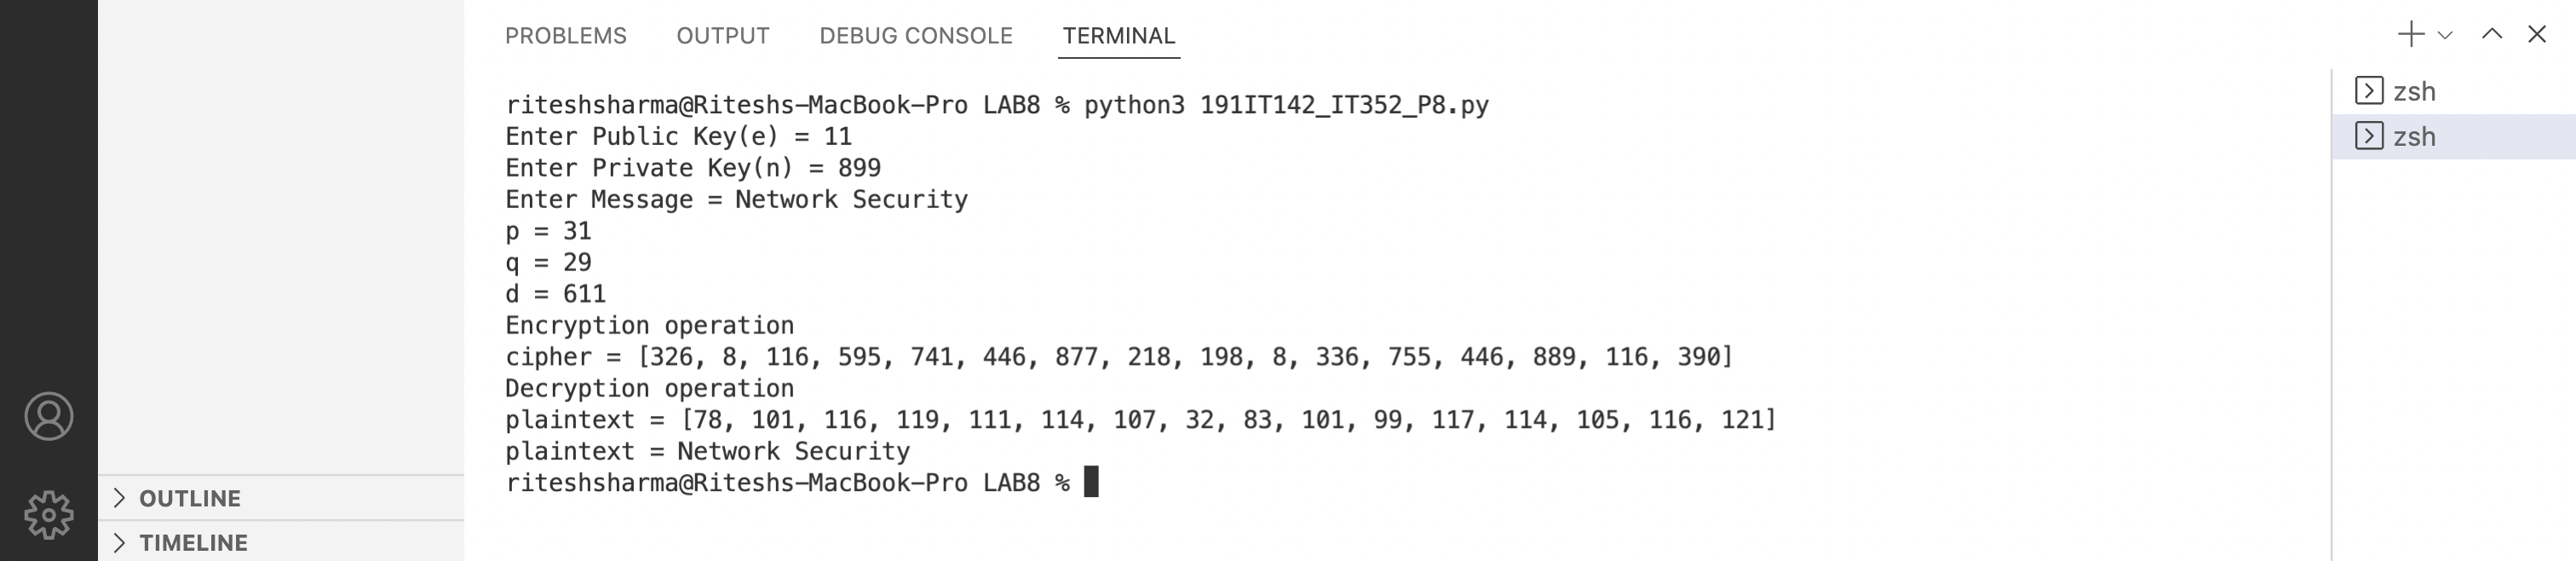 PROBLEMS OUTPUT DEBUG CONSOLE TERMINAL
riteshsharma@Riteshs-MacBook-Pro LAB8 % python3 191IT142_IT352_P8.py
Enter Public Key(e) = 11
Enter Private Key(n) = 899
Enter Message = Network Security
p = 31
q = 29
d = 611
Encryption operation
cipher = [326, 8, 116, 595, 741, 446, 877, 218, 198, 8, 336, 755, 446, 889, 116, 390]
Decryption operation
plaintext = [78, 101, 116, 119, 111, 114, 107, 32, 83, 101, 99, 117, 114, 105, 116, 121]
plaintext = Network Security
riteshsharma@Riteshs-MacBook-Pro LAB8 %
zsh
zsh
OUTLINE
TIMELINE